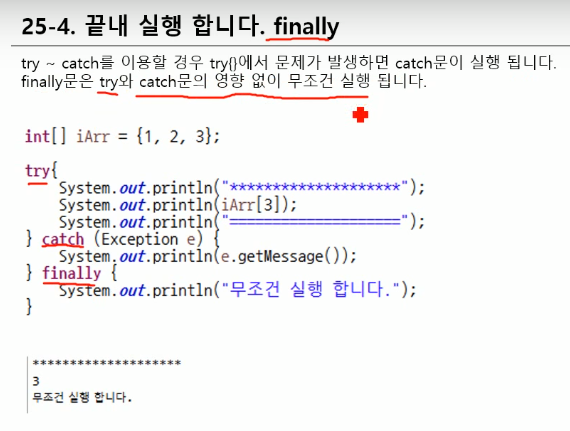 25-4. 끝내 실행 합니다. finally
try ~ catch를 이용할 경우 try{}에서 문제가 발생하면 catch문이 실행 됩니다.
finally문은 try와 catch문의 영향 없이 무조건 실행 됩니다.
int[] iArr = {1, 2, 3};
try{
System.out.println("********************");
System.out.println(iArr[3]);
System.out.println("====================");
} catch (Exception e) {
System.out.println(e.getMessage());
} finally {
System.out.println("무조건 실행 합니다.");
}
********************
3
무조건 실행 합니다.